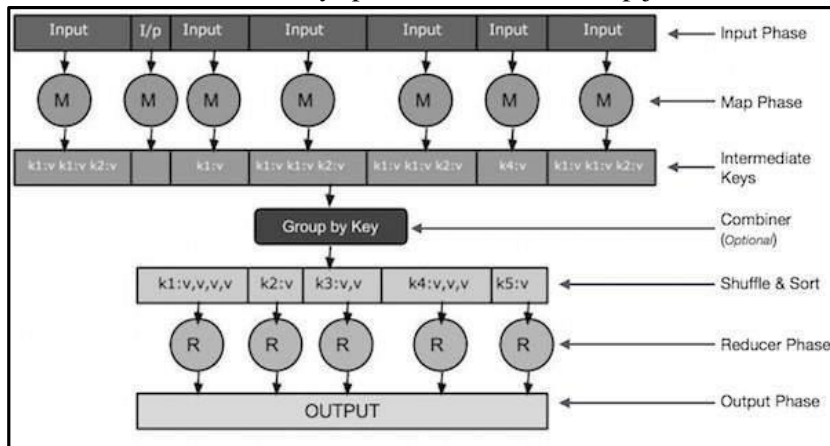 Input I/p Input Input Input Input Input
Input Phase
M M M M M M M
Map Phase
k1:v k1:v k2:v k1:v k1:v k1:v k2:v k1:v k1:v k2:v k4:v k1:v k1:v k2:v
Intermediate
Keys
Group by Key
Combiner
(Optional)
k1:v,v,v,v k2:v k3:v,v k4:v,v,v k5:v
Shuffle & Sort
R R R R R
Reducer Phase
OUTPUT
Output Phase